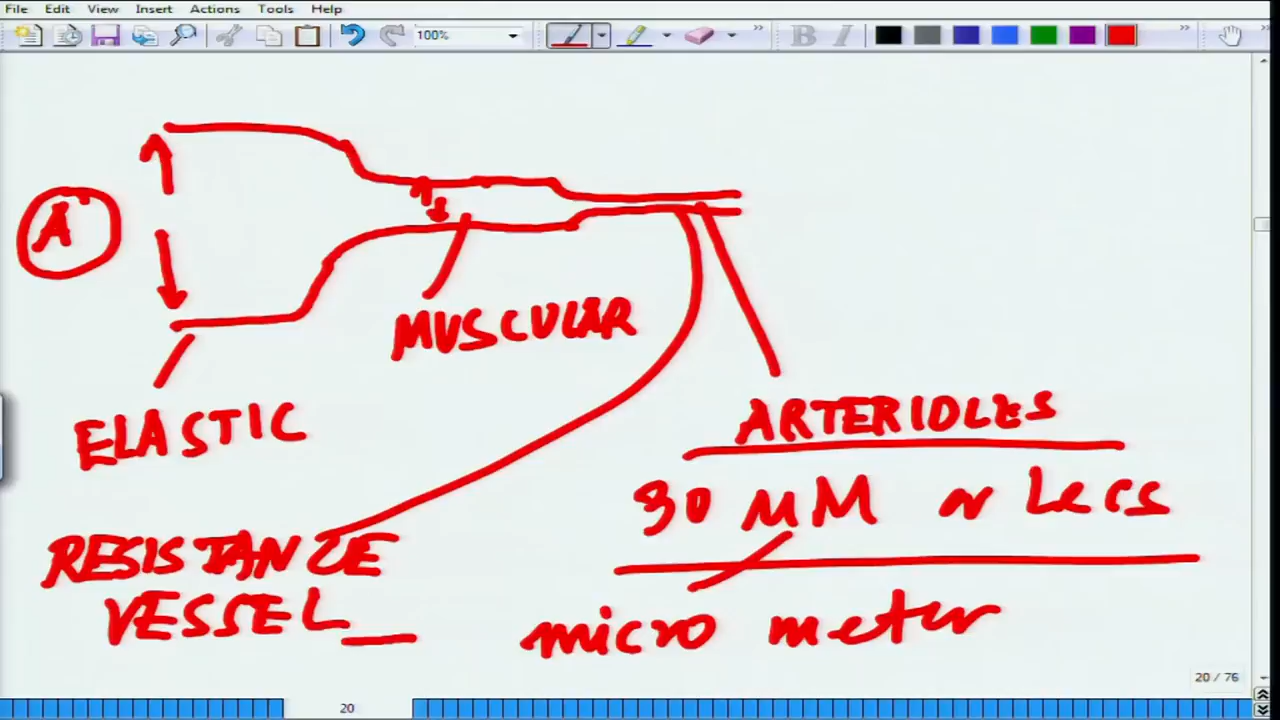 File Edit View Insert Actions Tools Help
100%
A
MUSCULAR
ELASTIC
ARTERIOLES
30 MM or Less
RESISTANCE
VESSEL
micro meter
20 / 76
20